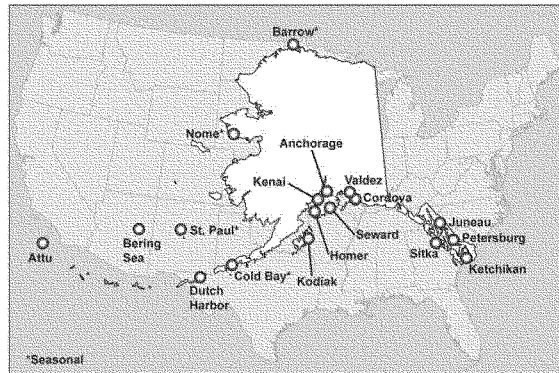 Barrow*
Nome*
Anchorage
Kenai
Valdez
Cordova
St. Paul*
Bering
Sea
Attu
Seward
Juneau
Petersburg
Sitka
Ketchikan
Homer
Cold Bay*
Kodiak
Dutch
Harbor
*Seasonal